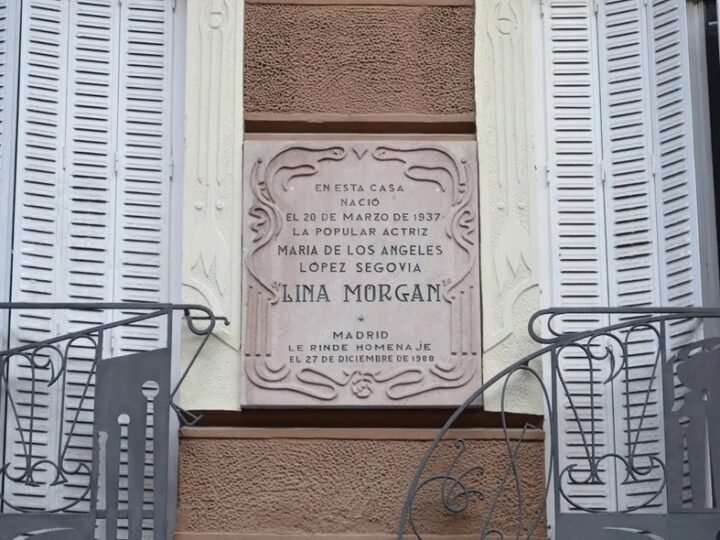 EN ESTA CASA
NACIÓ
EL 20 DE MARZO DE 1937
LA POPULAR ACTRIZ
MARIA DE LOS ANGELES
LÓPEZ SEGOVIA
"LINA MORGAN"
MADRID
LE RINDE HOMENAJE
EL 27 DE DICIEMBRE DE 1988